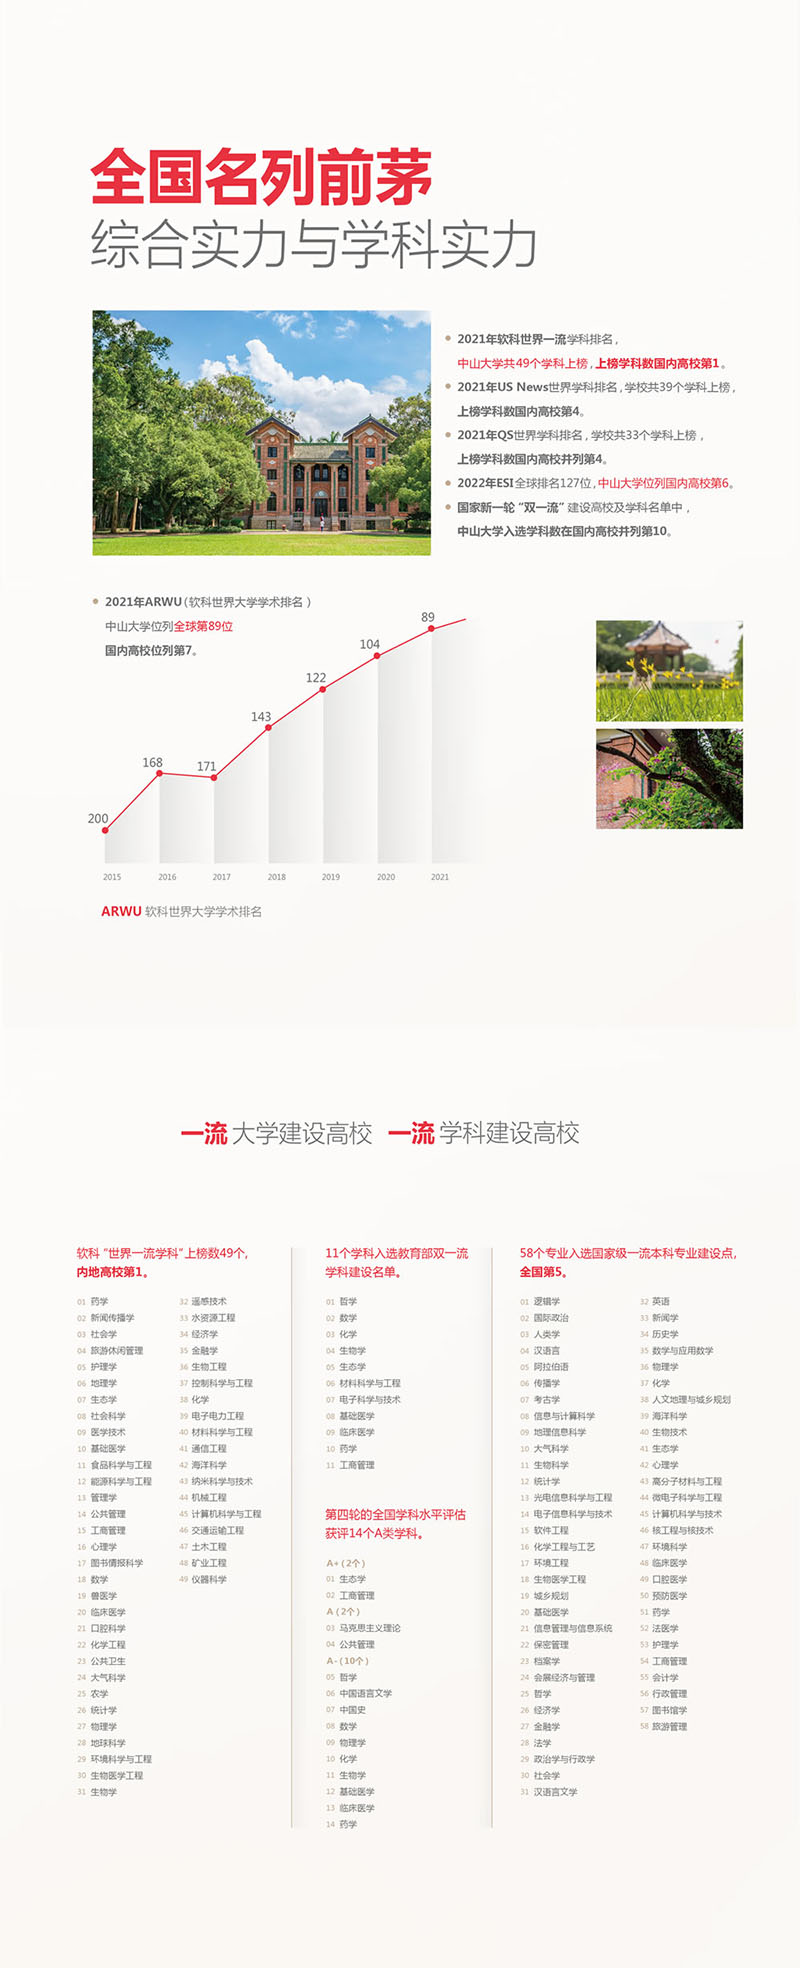 全国名列前茅
综合实力与学科实力
2021年软科世界一流学科排名，
中山大学共49个学科上榜，上榜学科数国内高校第1。
2021年US News世界学科排名，学校共39个学科上榜，
上榜学科数国内高校第4。
2021年QS世界学科排名，学校共33个学科上榜，
上榜学科数国内高校并列第4。
2022年ESI全球排名127位，中山大学位列国内高校第6。
国家新一轮“双一流”建设高校及学科名单中，
中山大学入选学科数在国内高校并列第10。
2021年ARWU（软科世界大学学术排名）
中山大学位列全球第89位
国内高校位列第7。
200
168
171
143
122
104
89
2015 2016 2017 2018 2019 2020 2021
ARWU 软科世界大学学术排名
一流大学建设高校 一流学科建设高校
软科“世界一流学科”上榜数49个，
内地高校第1。
01 药学
02 新闻传播学
03 社会学
04 旅游休闲管理
05 护理学
06 地理学
07 生态学
08 社会科学
09 医学技术
10 基础医学
11 食品科学与工程
12 能源科学与工程
13 管理学
14 公共管理
15 工商管理
16 心理学
17 图书情报科学
18 数学
19 兽医学
20 临床医学
21 口腔科学
22 化学工程
23 公共卫生
24 大气科学
25 农学
26 统计学
27 物理学
28 地球科学
29 环境科学与工程
30 生物医学工程
31 生物学
32 遥感技术
33 水资源工程
34 经济学
35 金融学
36 生物工程
37 控制科学与工程
38 化学
39 电子电力工程
40 材料科学与工程
41 通信工程
42 海洋科学
43 纳米科学与技术
44 机械工程
45 计算机科学与工程
46 交通运输工程
47 土木工程
48 矿业工程
49 仪器科学
11个学科入选教育部双一流
学科建设名单。
01 哲学
02 数学
03 化学
04 生物学
05 生态学
06 材料科学与工程
07 电子科学与技术
08 基础医学
09 临床医学
10 药学
11 工商管理
第四轮的全国学科水平评估
获评14个A类学科。
A+（2个）
01 生态学
02 工商管理
A（2个）
03 马克思主义理论
04 公共管理
A-（10个）
05 哲学
06 中国语言文学
07 中国史
08 数学
09 物理学
10 化学
11 生物学
12 基础医学
13 临床医学
14 药学
58个专业入选国家级一流本科专业建设点，
全国第5。
01 逻辑学
02 国际政治
03 人类学
04 汉语言
05 阿拉伯语
06 传播学
07 考古学
08 信息与计算科学
09 地理信息科学
10 大气科学
11 生物科学
12 统计学
13 光电信息科学与工程
14 电子信息科学与技术
15 软件工程
16 化学工程与工艺
17 环境工程
18 生物医学工程
19 城乡规划
20 基础医学
21 信息管理与信息系统
22 保密管理
23 档案学
24 会展经济与管理
25 哲学
26 经济学
27 金融学
28 法学
29 政治学与行政学
30 社会学
31 汉语言文学
32 英语
33 新闻学
34 历史学
35 数学与应用数学
36 物理学
37 化学
38 人文地理与城乡规划
39 海洋科学
40 生物技术
41 生态学
42 心理学
43 高分子材料与工程
44 微电子科学与工程
45 计算机科学与技术
46 核工程与核技术
47 环境科学
48 临床医学
49 口腔医学
50 预防医学
51 药学
52 法医学
53 护理学
54 工商管理
55 会计学
56 行政管理
57 图书馆学
58 旅游管理